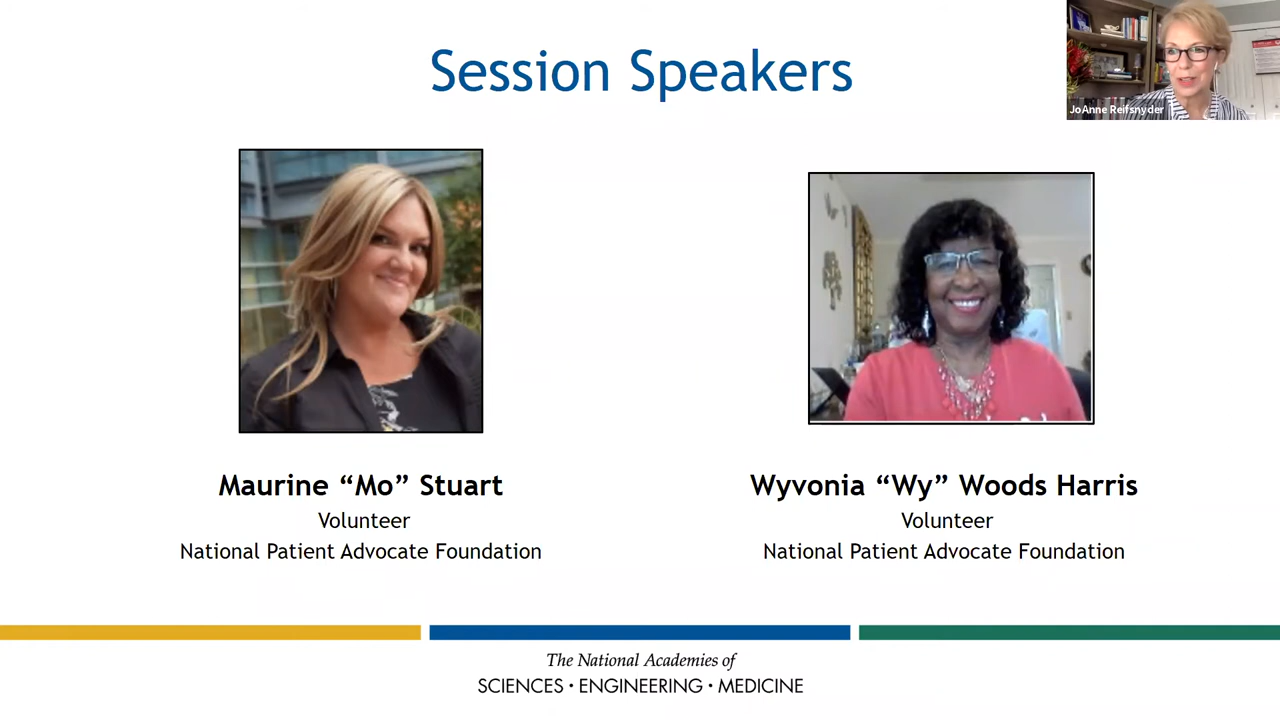 Session Speakers
JoAnne Reifsnyder
Maurine “Mo” Stuart
Volunteer
National Patient Advocate Foundation
Wyvonia “Wy” Woods Harris
Volunteer
National Patient Advocate Foundation
The National Academies of
SCIENCES • ENGINEERING • MEDICINE